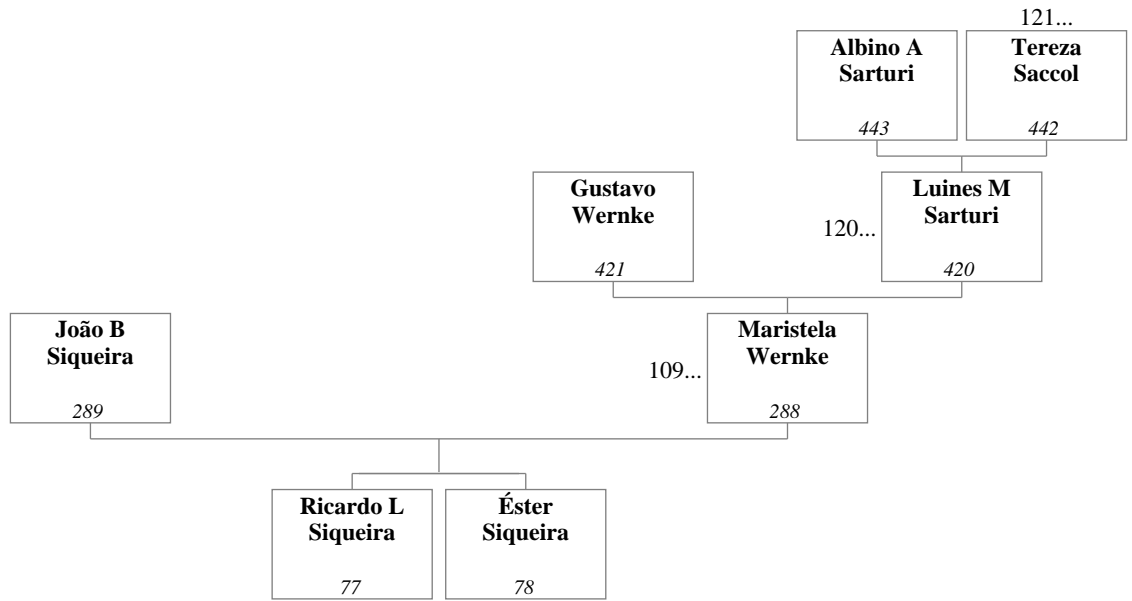 121...
Albino A
Sarturi
443
Tereza
Saccol
442
Gustavo
Wernke
421
120...
Luines M
Sarturi
420
João B
Siqueira
289
109...
Maristela
Wernke
288
Ricardo L
Siqueira
77
Éster
Siqueira
78